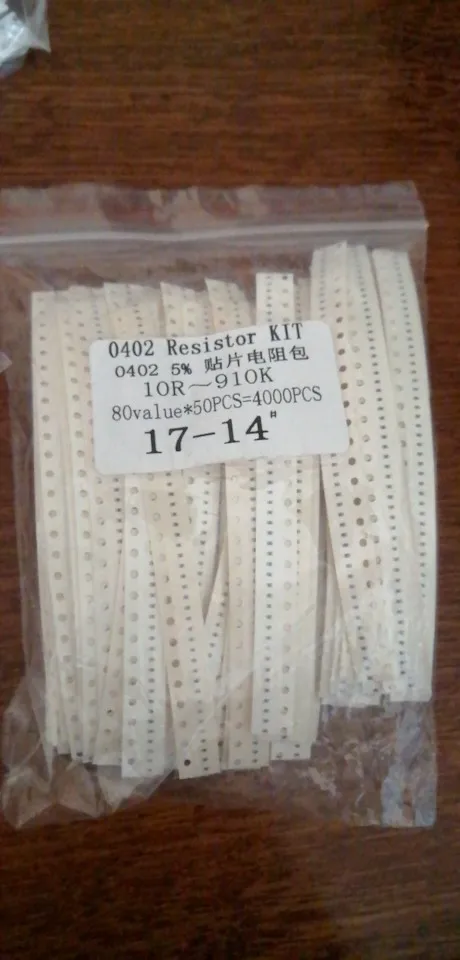 0402 Resistor KIT
0402 5% 贴片电阻包
10R～910K
80value*50PCS=4000PCS
17-14#